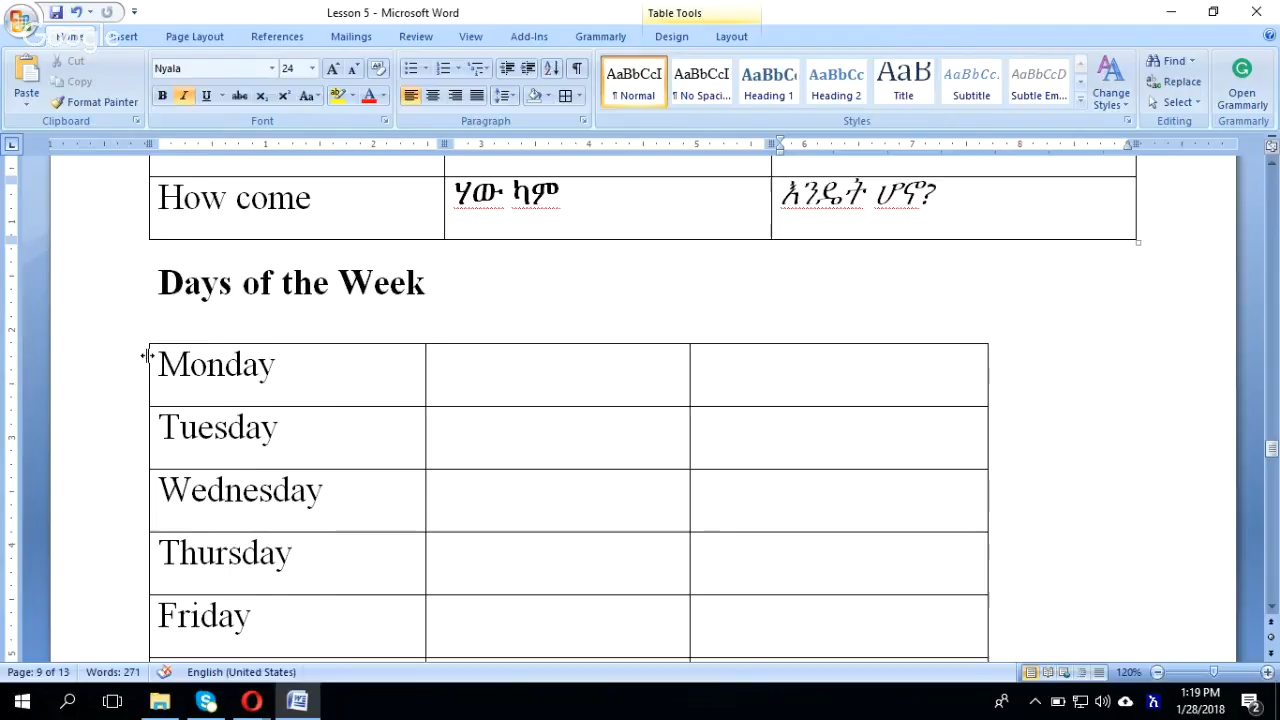 Lesson 5 - Microsoft Word
Table Tools
Home Insert Page Layout References Mailings Review View Add-Ins Grammarly Design Layout
Paste
Cut
Copy
Format Painter
Clipboard
Nyala 24
Font
Paragraph
AaBbCcI AaBbCcI AaBbCc AaBbCc AaB AaBbCc. AaBbCcD
¶ Normal ¶ No Spaci... Heading 1 Heading 2 Title Subtitle Subtle Em...
Change Styles
Styles
Find
Replace
Select
Editing
Open Grammarly
Grammarly
How come ሃው ካም እንዴት ሆኖ?
Days of the Week
Monday
Tuesday
Wednesday
Thursday
Friday
Page: 9 of 13 Words: 271 English (United States) 120%
1:19 PM
1/28/2018